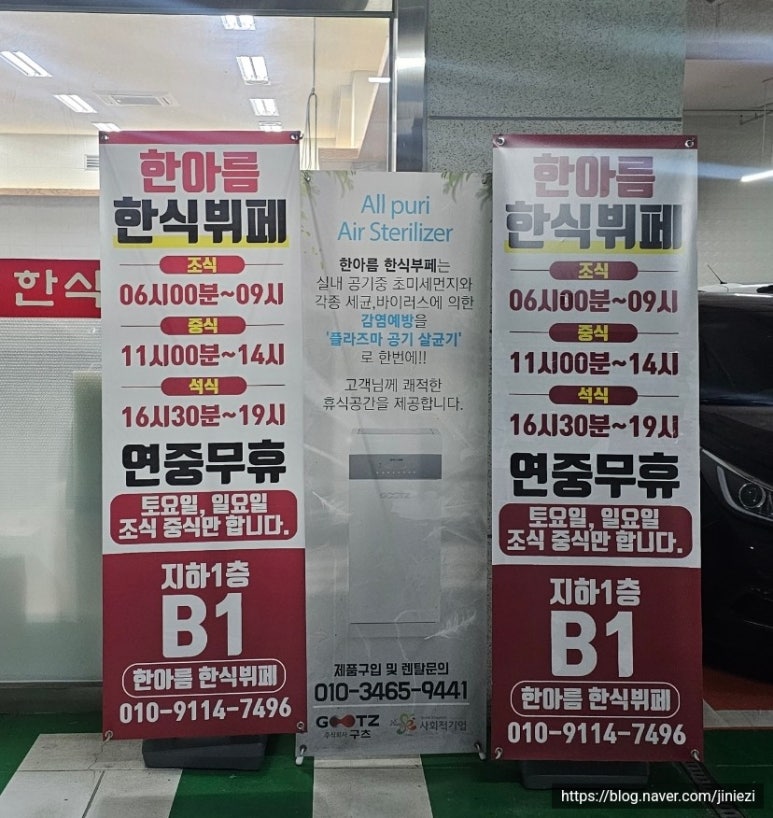 한아름
한식뷔페
조식
06시00분~09시
중식
11시00분~14시
석식
16시30분~19시
연중무휴
토요일, 일요일
조식 중식만 합니다.
지하1층
B1
한아름 한식뷔페
010-9114-7496
한식
All puri
Air Sterilizer
한아름 한식부페는
실내 공기중 초미세먼지와
각종 세균,바이러스에 의한
감염예방을
'플라즈마 공기 살균기'
로 한번에!!
고객님께 쾌적한
휴식공간을 제공합니다.
GOOTZ
제품구입 및 렌탈문의
010-3465-9441
GOOTZ
주식회사 구츠
사회적기업
한아름
한식뷔페
조식
06시00분~09시
중식
11시00분~14시
석식
16시30분~19시
연중무휴
토요일, 일요일
조식 중식만 합니다.
지하1층
B1
한아름 한식뷔페
010-9114-7496
https://blog.naver.com/jiniezi